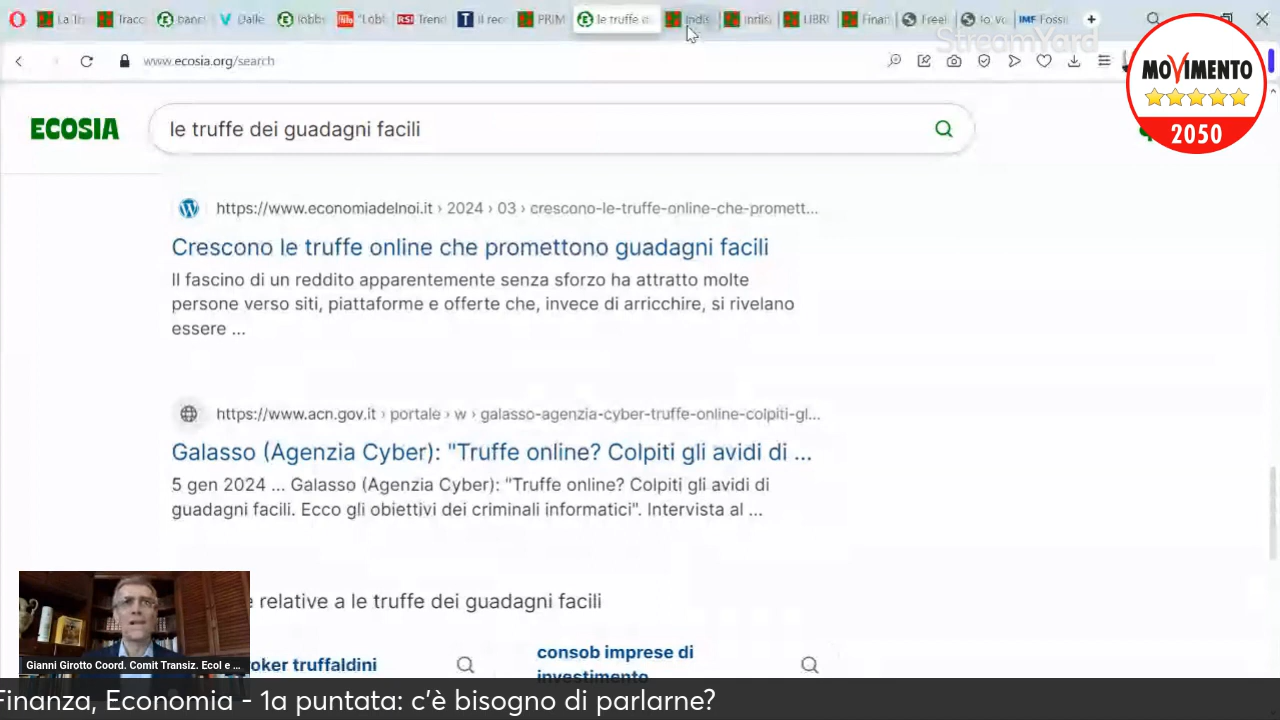 La Tra
Tracc
banc
Dalle
lobb
"Lobl
RSI Trend
T Il rec
PRIM
le truffe d
Indis
indis
LIBRI
Finan
Freel
Io, vo
IMF Fossi
StreamYard
www.ecosia.org/search
MOVIMENTO
2050
ECOSIA
le truffe dei guadagni facili
https://www.economiadelnoi.it › 2024 › 03 › crescono-le-truffe-online-che-promett...
Crescono le truffe online che promettono guadagni facili
Il fascino di un reddito apparentemente senza sforzo ha attratto molte
persone verso siti, piattaforme e offerte che, invece di arricchire, si rivelano
essere ...
https://www.acn.gov.it › portale › w › galasso-agenzia-cyber-truffe-online-colpiti-gl...
Galasso (Agenzia Cyber): "Truffe online? Colpiti gli avidi di ...
5 gen 2024 ... Galasso (Agenzia Cyber): "Truffe online? Colpiti gli avidi di
guadagni facili. Ecco gli obiettivi dei criminali informatici". Intervista al ...
e relative a le truffe dei guadagni facili
oker truffaldini
consob imprese di
investimento
Gianni Girotto Coord. Comit Transiz. Ecol e ...
Finanza, Economia - 1a puntata: c'è bisogno di parlarne?